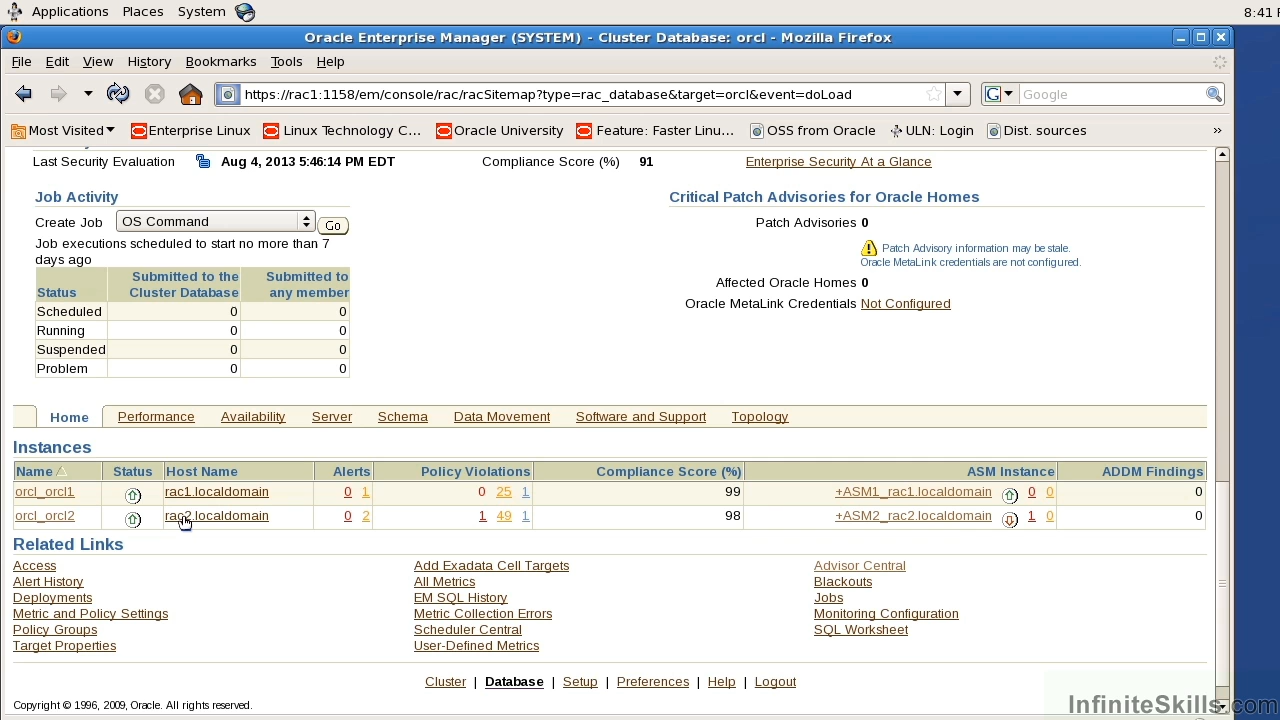 Applications Places System 8:41
Oracle Enterprise Manager (SYSTEM) - Cluster Database: orcl - Mozilla Firefox
File Edit View History Bookmarks Tools Help
https://rac1:1158/em/console/rac/racSitemap?type=rac_database&target=orcl&event=doLoad
G Google
Most Visited Enterprise Linux Linux Technology C... Oracle University Feature: Faster Linu... OSS from Oracle ULN: Login Dist. sources »
Last Security Evaluation Aug 4, 2013 5:46:14 PM EDT Compliance Score (%) 91 Enterprise Security At a Glance
Job Activity Critical Patch Advisories for Oracle Homes
Create Job OS Command Go Patch Advisories 0
Job executions scheduled to start no more than 7
days ago
Patch Advisory information may be stale.
Oracle MetaLink credentials are not configured.
Affected Oracle Homes 0
Oracle MetaLink Credentials Not Configured
Status Submitted to the Cluster Database Submitted to any member
Scheduled 0 0
Running 0 0
Suspended 0 0
Problem 0 0
Home Performance Availability Server Schema Data Movement Software and Support Topology
Instances
Name Status Host Name Alerts Policy Violations Compliance Score (%) ASM Instance ADDM Findings
orcl_orcl1 rac1.localdomain 0 1 0 25 1 99 +ASM1_rac1.localdomain 0 0 0
orcl_orcl2 rac2.localdomain 0 2 1 49 1 98 +ASM2_rac2.localdomain 1 0 0
Related Links
Access Add Exadata Cell Targets Advisor Central
Alert History All Metrics Blackouts
Deployments EM SQL History Jobs
Metric and Policy Settings Metric Collection Errors Monitoring Configuration
Policy Groups Scheduler Central SQL Worksheet
Target Properties User-Defined Metrics
Cluster | Database | Setup | Preferences | Help | Logout
Copyright © 1996, 2009, Oracle. All rights reserved.
InfiniteSkills.com